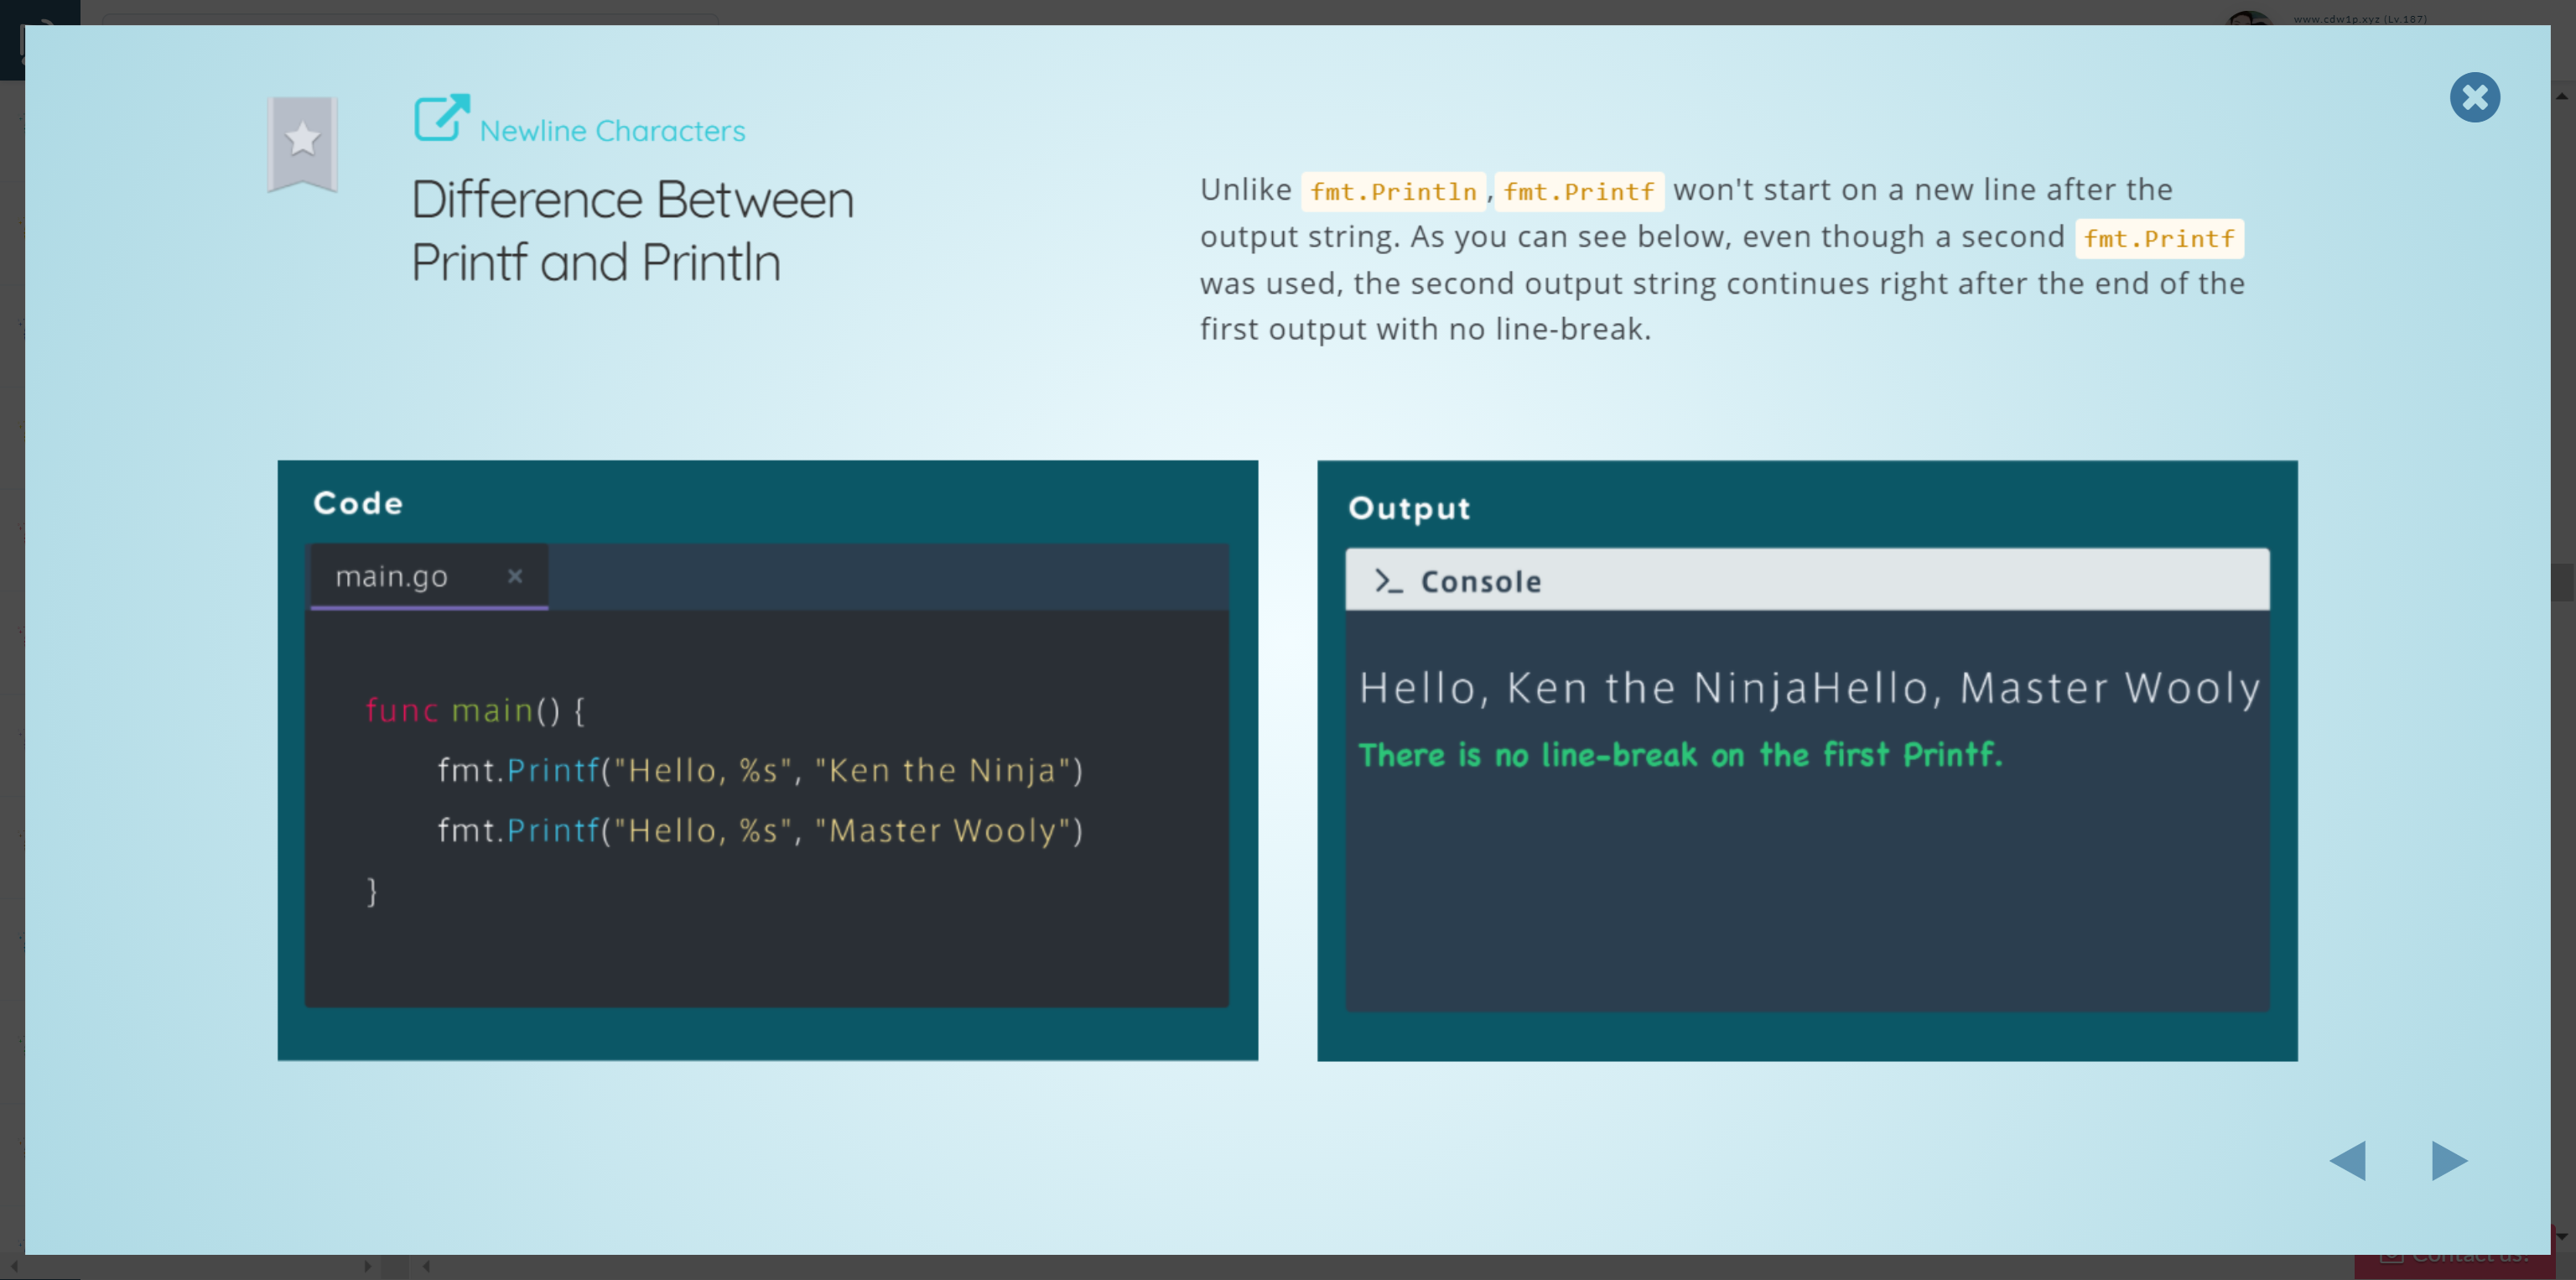 www.cdw1p.xyz (Lv.187)
Newline Characters
Difference Between
Printf and Println
Unlike fmt.Println, fmt.Printf won't start on a new line after the
output string. As you can see below, even though a second fmt.Printf
was used, the second output string continues right after the end of the
first output with no line-break.
Code
main.go ×
func main() {
fmt.Printf("Hello, %s", "Ken the Ninja")
fmt.Printf("Hello, %s", "Master Wooly")
}
Output
>_ Console
Hello, Ken the NinjaHello, Master Wooly
There is no line-break on the first Printf.
Contact us!